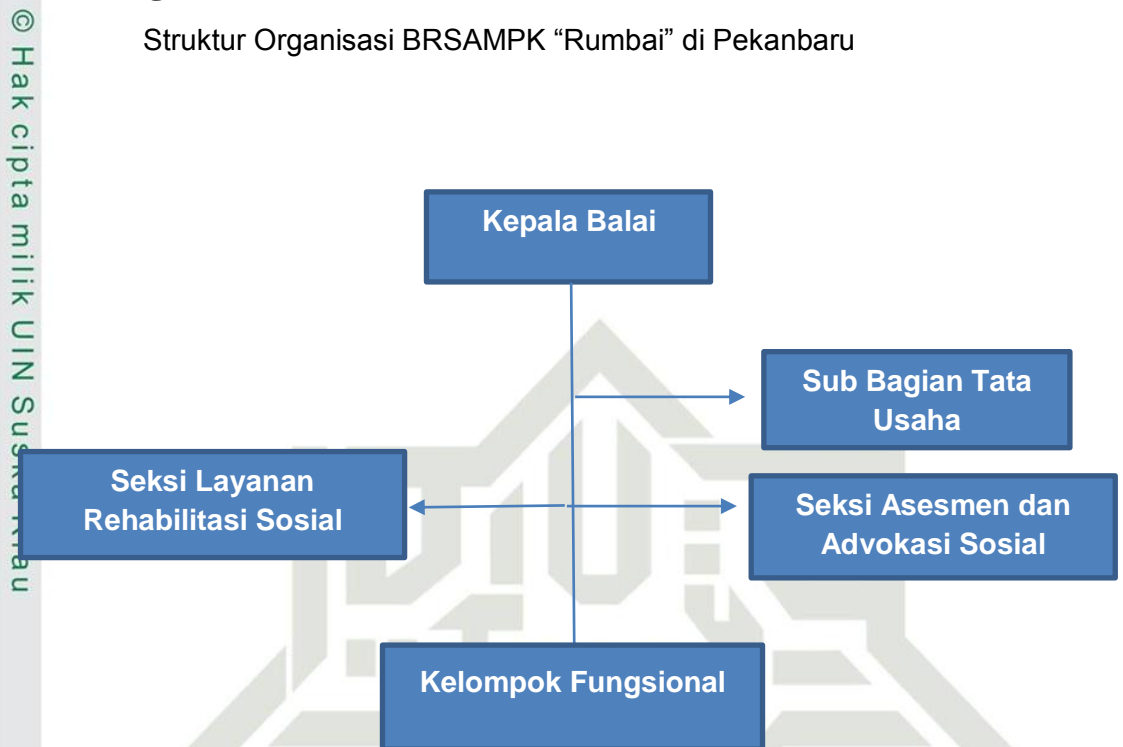 Struktur Organisasi BRSAMPK “Rumbai” di Pekanbaru
Kepala Balai
Sub Bagian Tata
Usaha
Seksi Layanan
Rehabilitasi Sosial
Seksi Asesmen dan
Advokasi Sosial
Kelompok Fungsional
© Hak cipta milik UIN Suska Riau